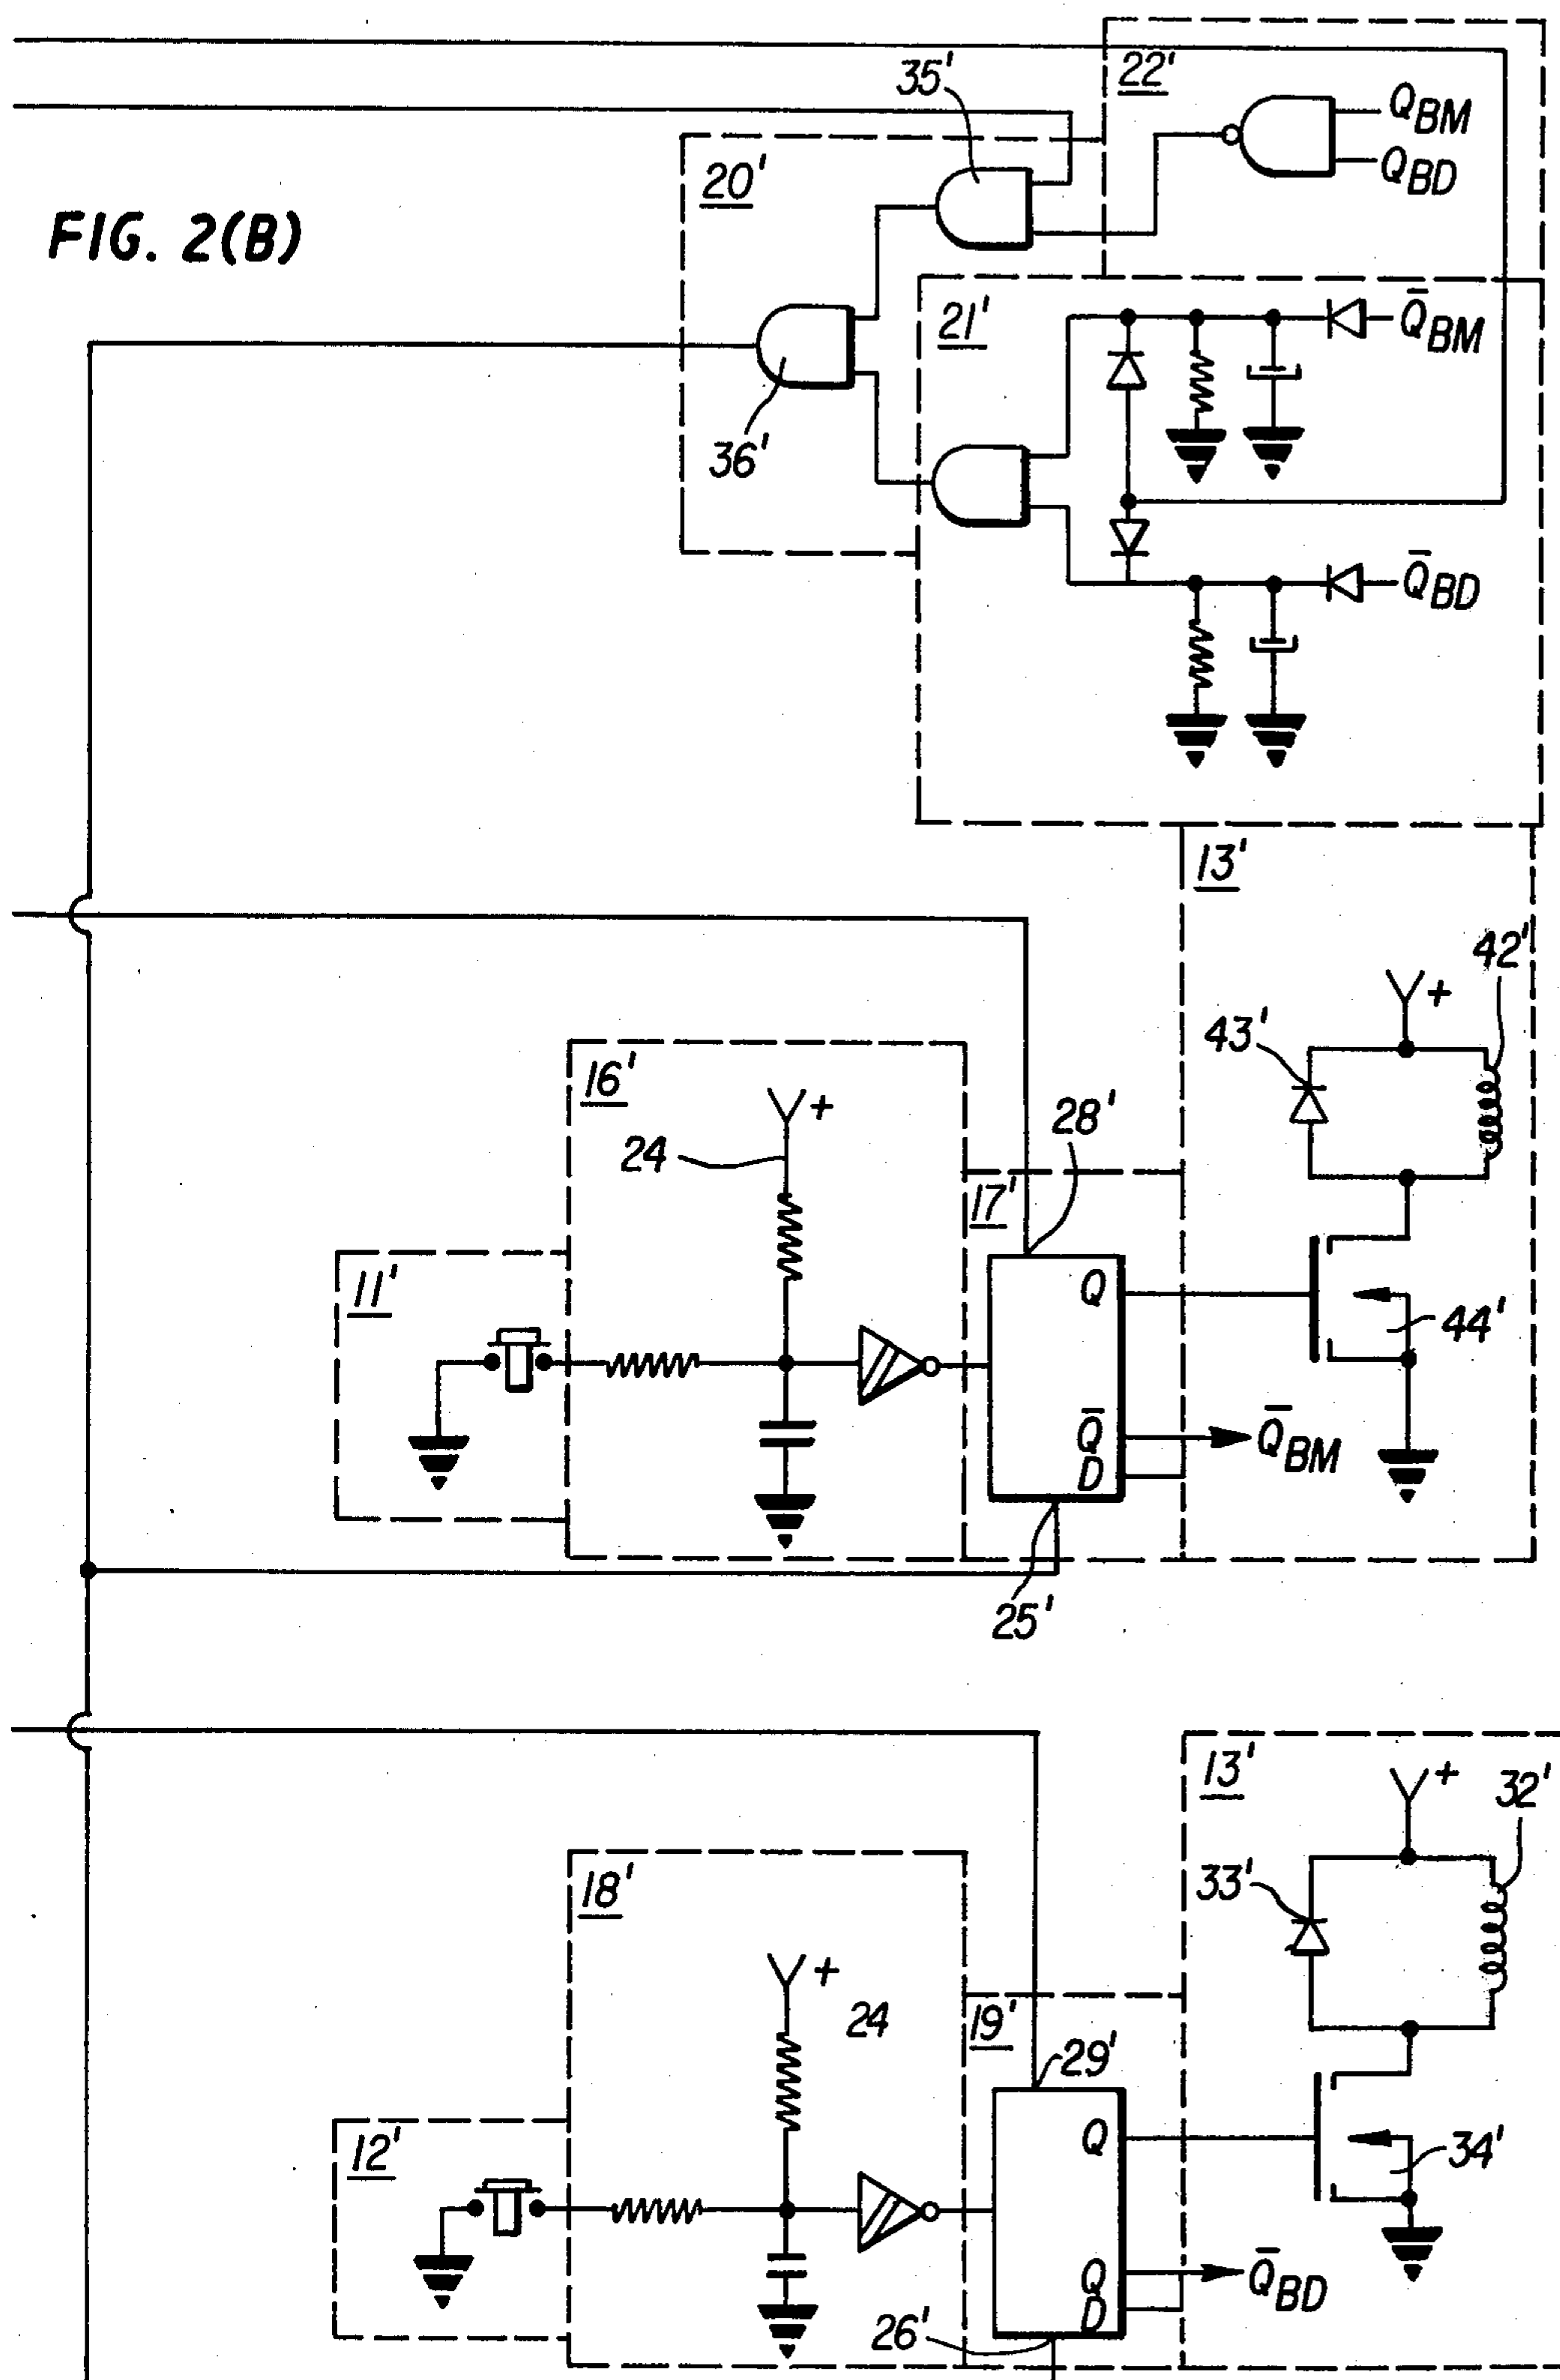 FIG. 2(B)
35'
22'
Q_BM
Q_BD
20'
21'
Q̄_BM
36'
Q̄_BD
13'
42'
43'
+
16'
+
24
28'
17'
11'
Q
44'
Q̄
Q̄_BM
D
25'
13'
+
32'
18'
33'
+
24
19'
29'
12'
Q
34'
Q
Q̄_BD
D
26'